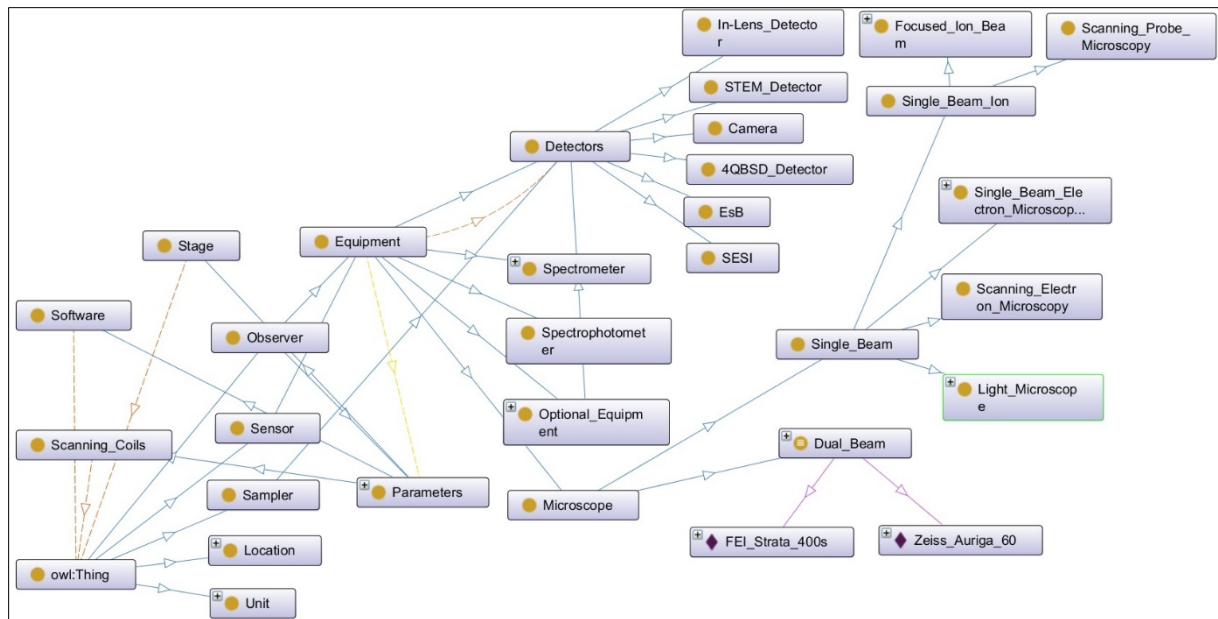 In-Lens_Detecto
r
Focused_Ion_Bea
m
Scanning_Probe_
Microscopy
STEM_Detector
Single_Beam_Ion
Camera
Detectors
4QBSD_Detector
EsB
Single_Beam_Ele
ctron_Microscop...
Stage
Equipment
SESI
Spectrometer
Scanning_Electr
on_Microscopy
Software
Observer
Spectrophotomet
er
Single_Beam
Light_Microscop
e
Optional_Equipm
ent
Scanning_Coils
Sensor
Dual_Beam
Sampler
Parameters
Microscope
FEI_Strata_400s
Zeiss_Auriga_60
Location
owl:Thing
Unit